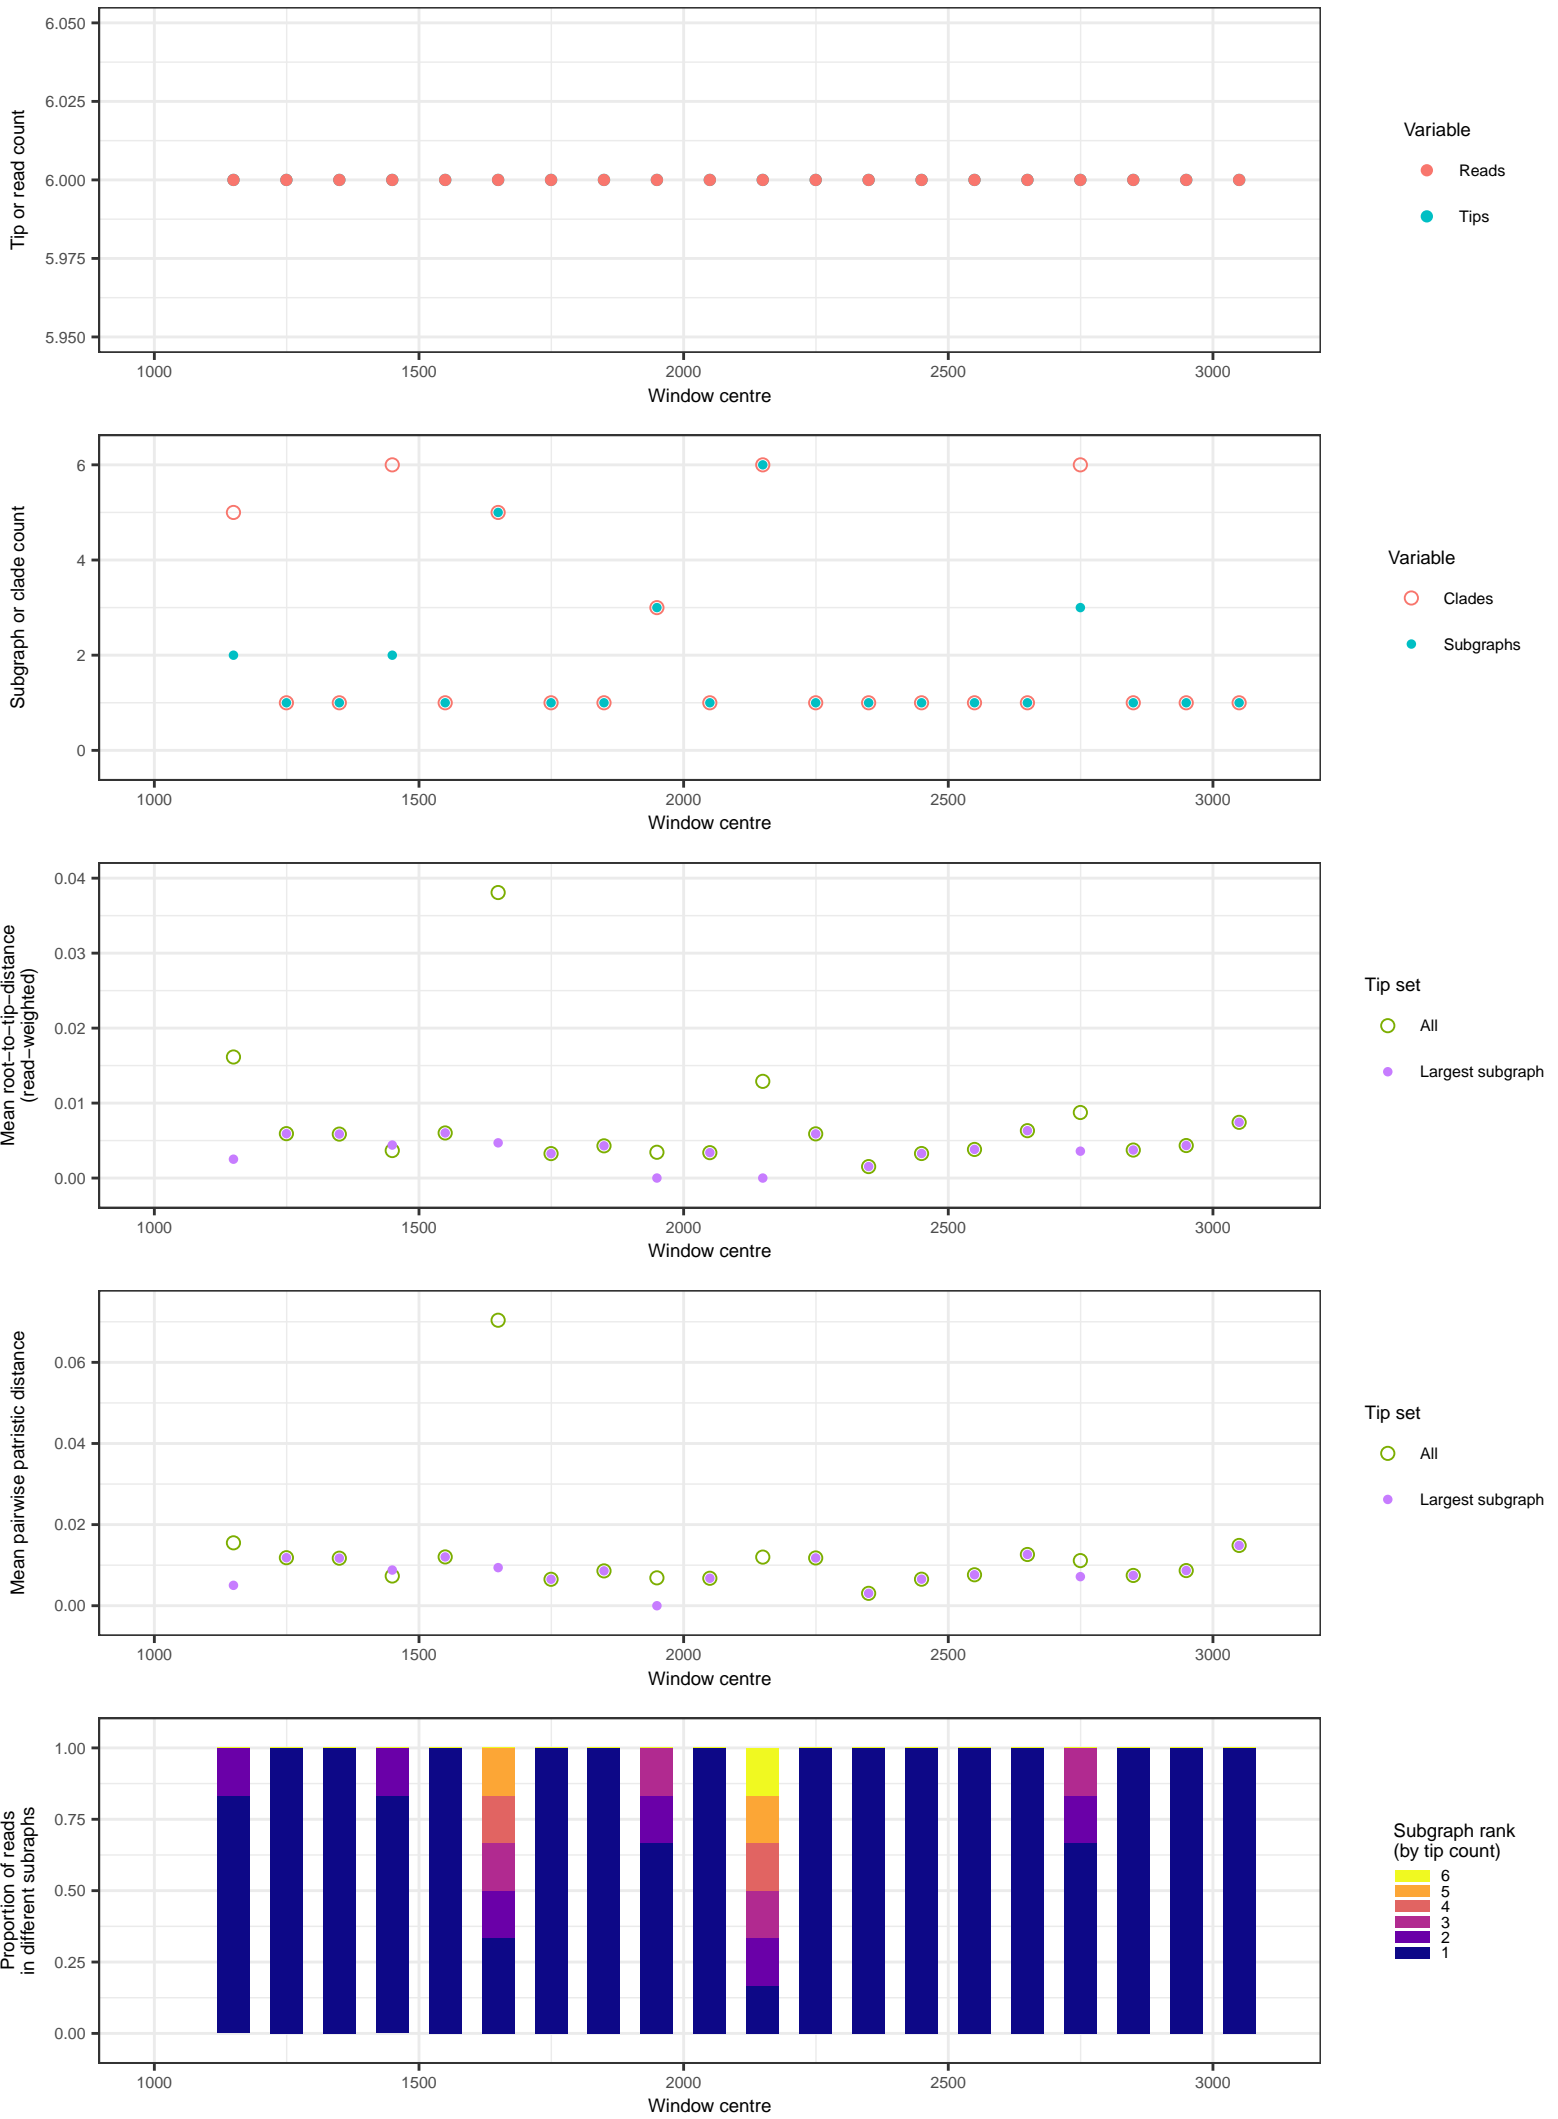 6.050
6.025
6.000
5.975
5.950
Tip or read count
1000 1500 2000 2500 3000
Window centre
Variable
Reads
Tips
6
4
2
0
Subgraph or clade count
1000 1500 2000 2500 3000
Window centre
Variable
Clades
Subgraphs
0.04
0.03
0.02
0.01
0.00
Mean root−to−tip−distance
(read−weighted)
1000 1500 2000 2500 3000
Window centre
Tip set
All
Largest subgraph
0.06
0.04
0.02
0.00
Mean pairwise patristic distance
1000 1500 2000 2500 3000
Window centre
Tip set
All
Largest subgraph
1.00
0.75
0.50
0.25
0.00
Proportion of reads
in different subraphs
1000 1500 2000 2500 3000
Window centre
Subgraph rank
(by tip count)
6
5
4
3
2
1